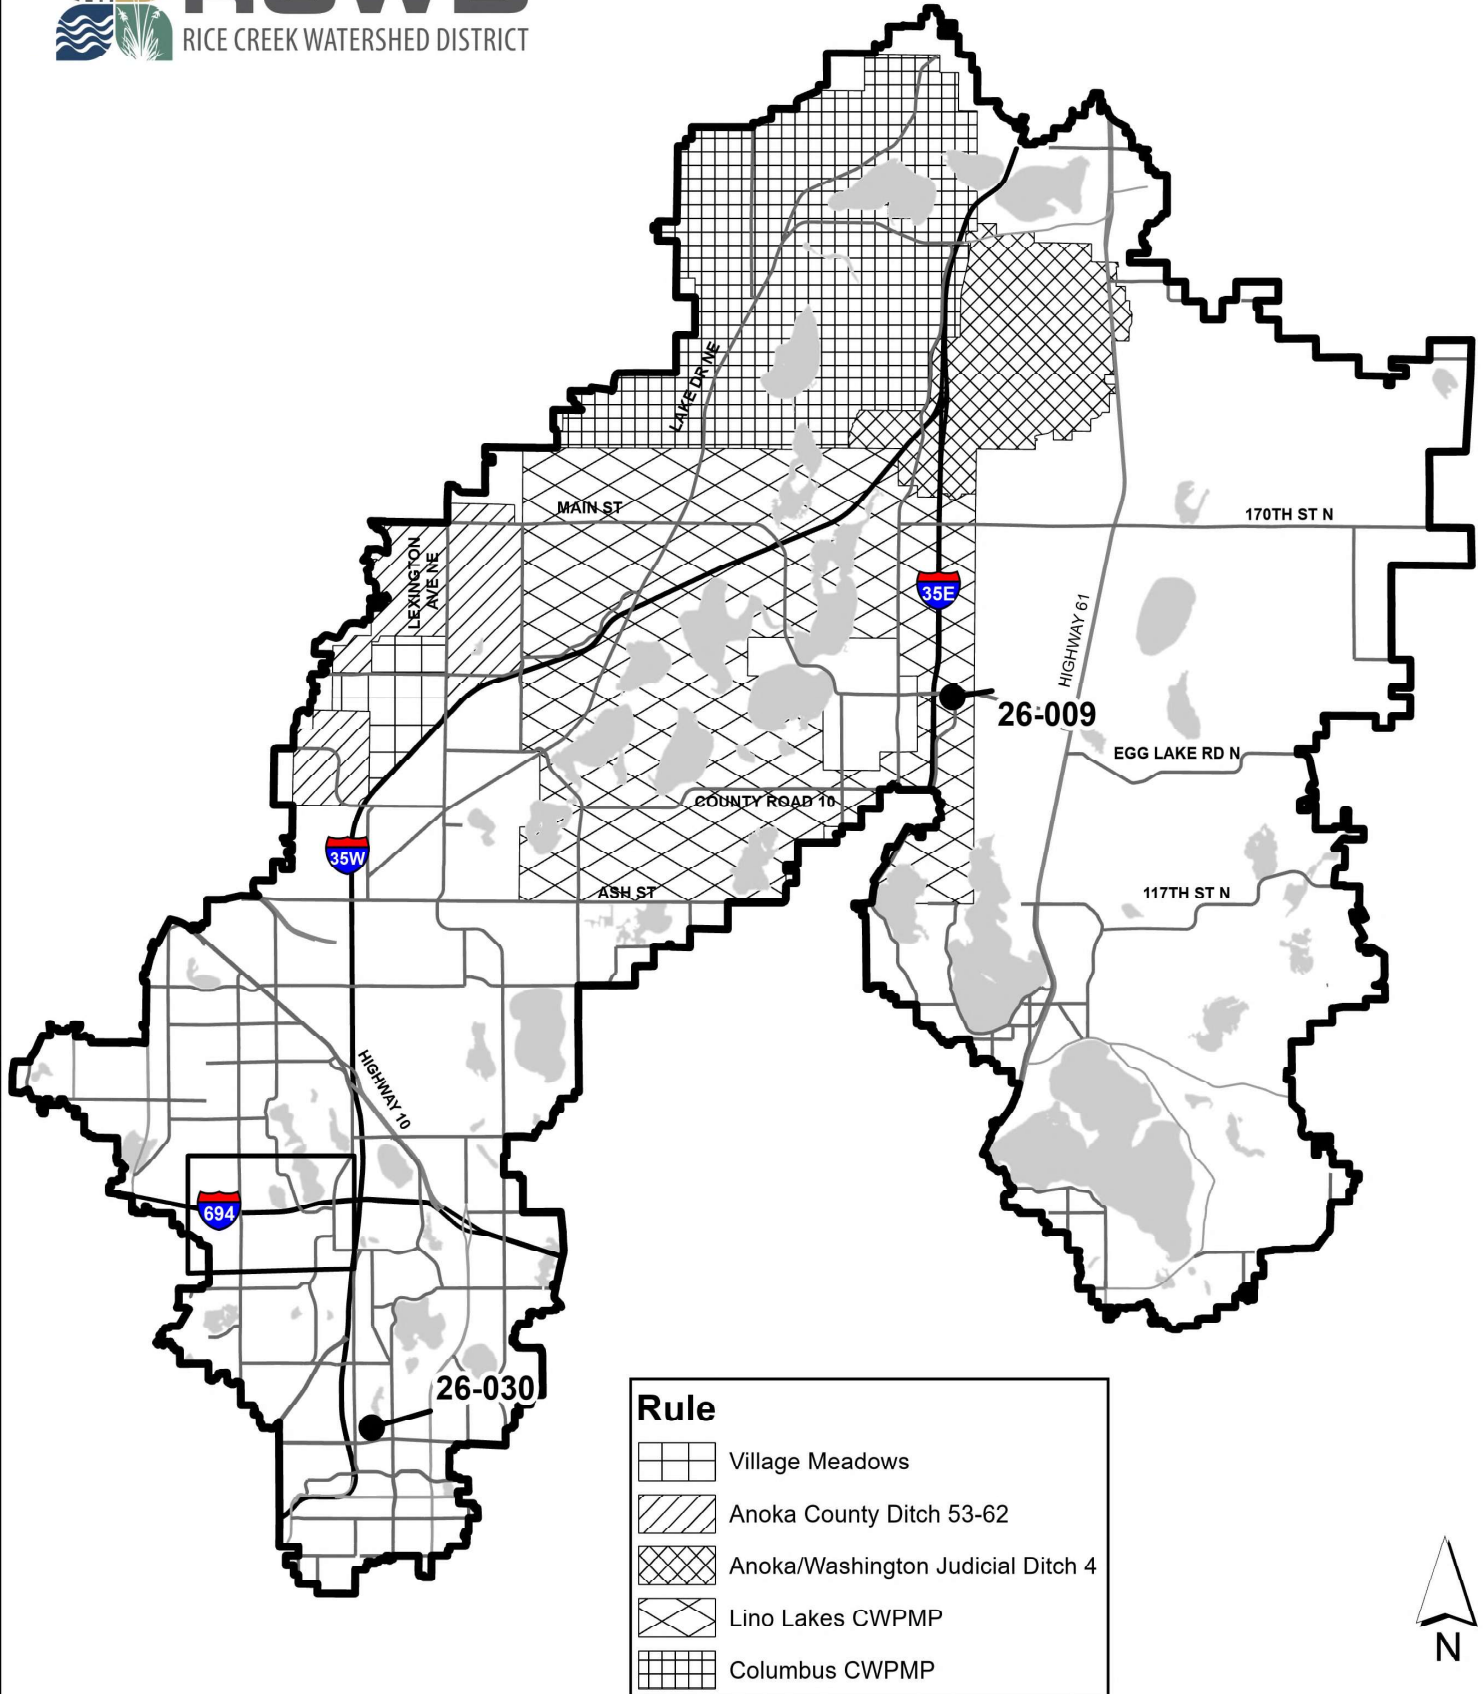 RICE CREEK WATERSHED DISTRICT
LAKE DR NE
MAIN ST
170TH ST N
LEXINGTON
AVE NE
35E
HIGHWAY 61
26-009
EGG LAKE RD N
COUNTY ROAD 10
35W
ASH ST
117TH ST N
HIGHWAY 10
694
26-030
Rule
Village Meadows
Anoka County Ditch 53-62
Anoka/Washington Judicial Ditch 4
Lino Lakes CWPMP
Columbus CWPMP
N